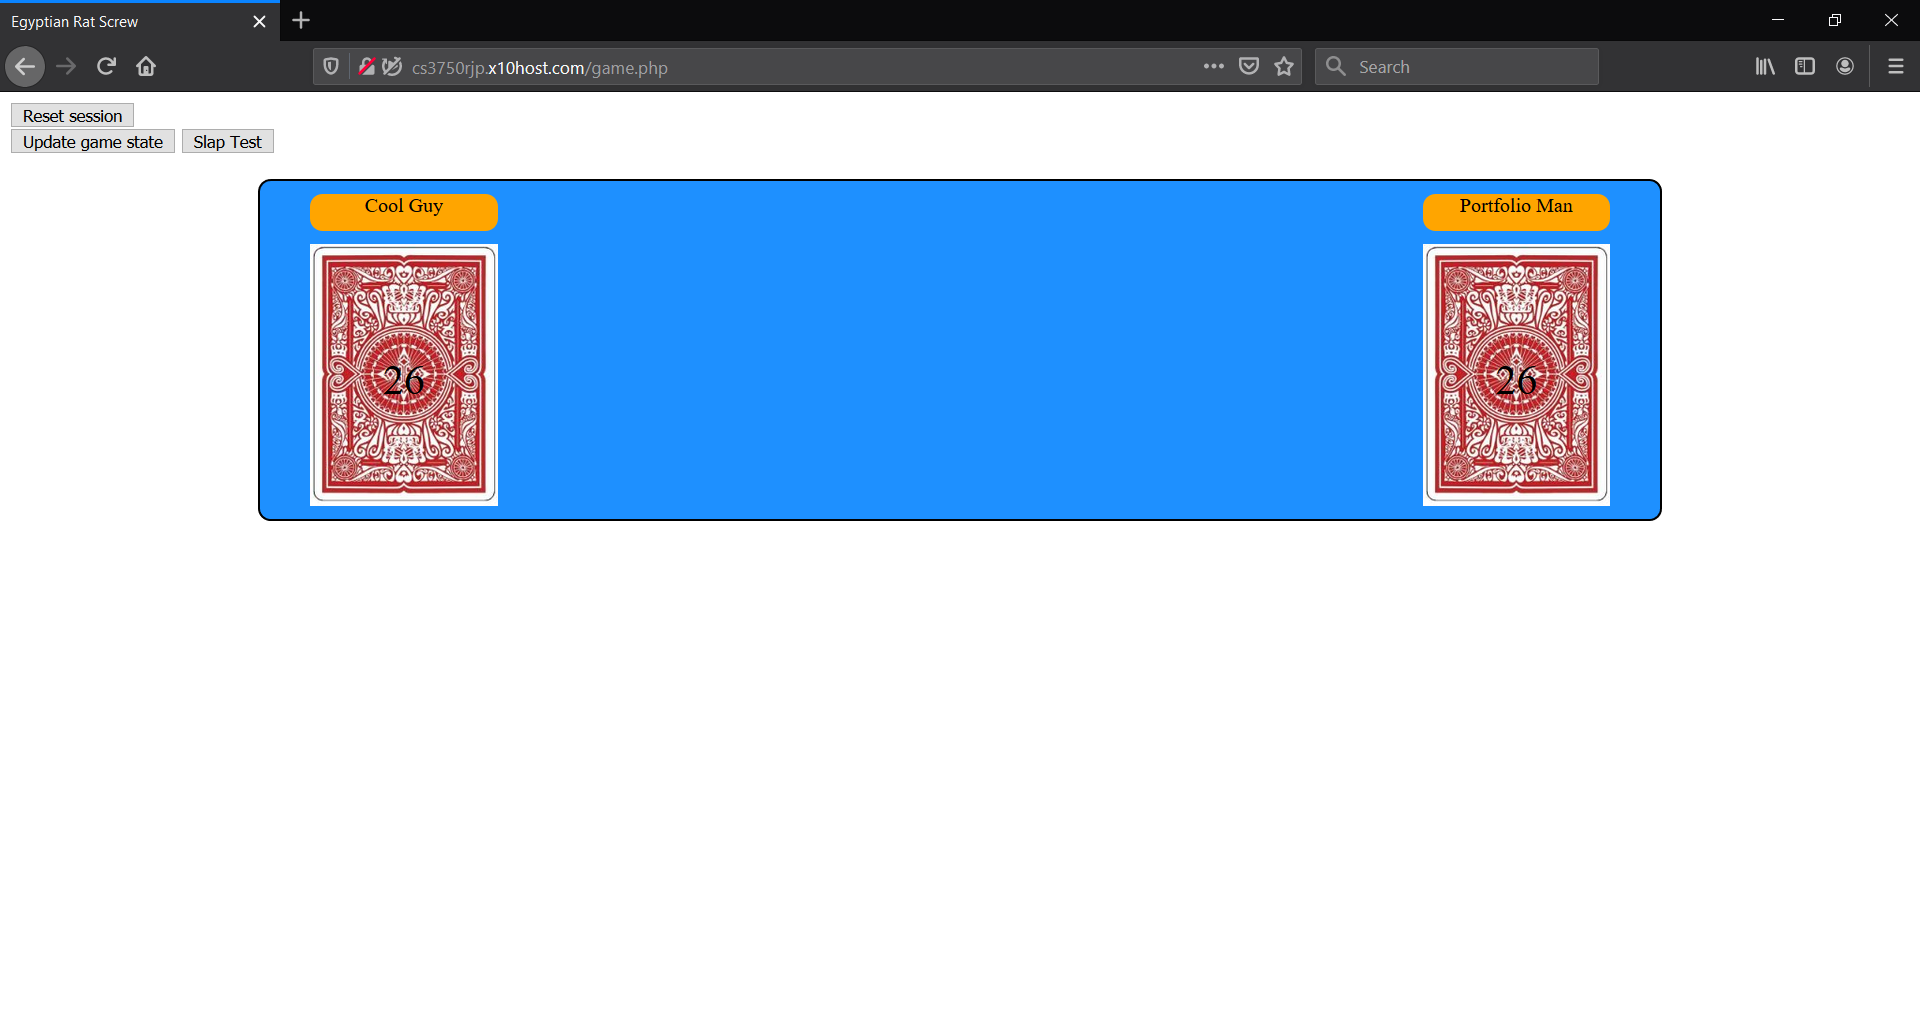 Egyptian Rat Screw
cs3750rjp.x10host.com/game.php
Search
Reset session
Update game state Slap Test
Cool Guy Portfolio Man
26 26